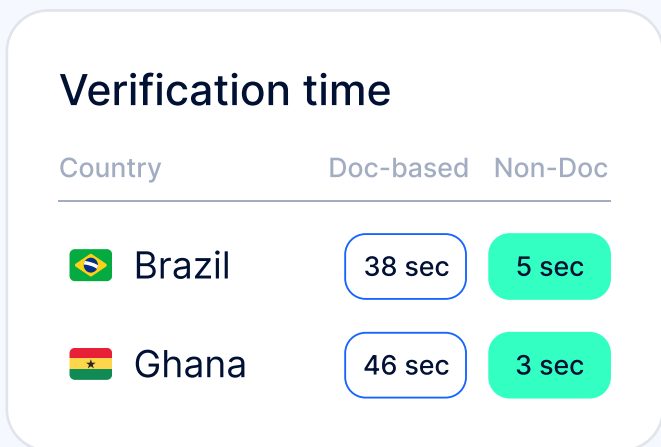 Verification time
Country Doc-based Non-Doc
Brazil 38 sec 5 sec
Ghana 46 sec 3 sec